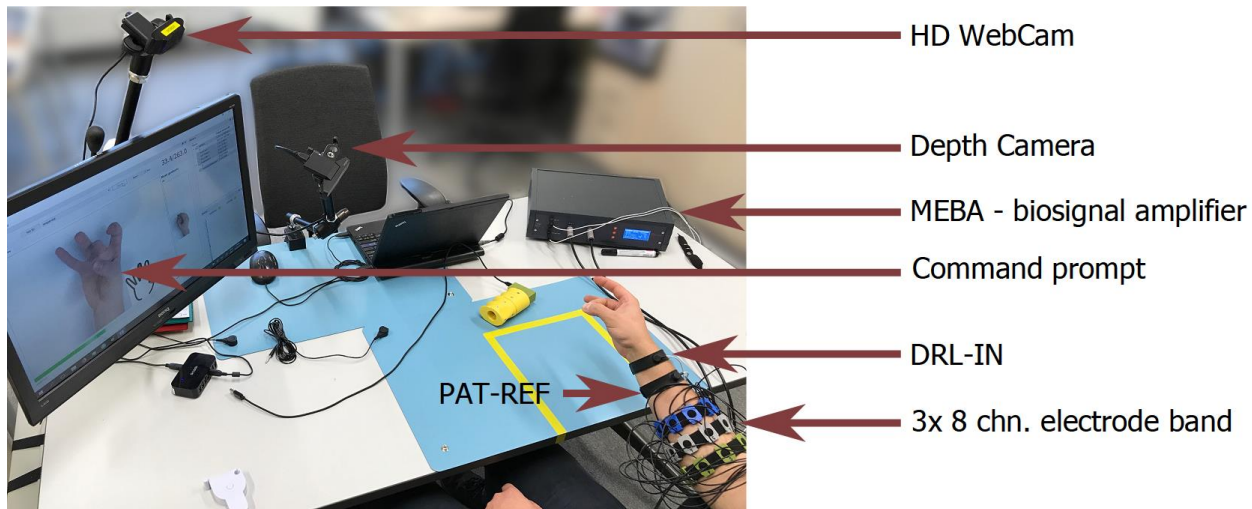 HD WebCam
Depth Camera
MEBA - biosignal amplifier
Command prompt
DRL-IN
PAT-REF
3x 8 chn. electrode band